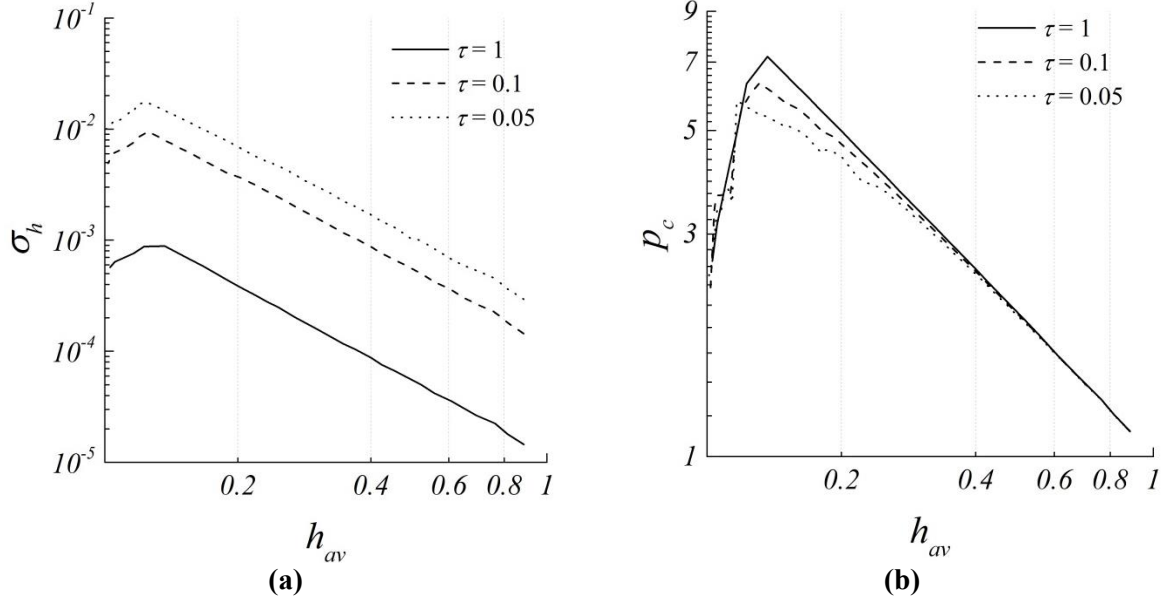 10^-1
10^-2
10^-3
10^-4
10^-5
σ_h
τ = 1
τ = 0.1
τ = 0.05
0.2
0.4
0.6
0.8
1
h_av
(a)
9
7
5
3
1
p_c
τ = 1
τ = 0.1
τ = 0.05
0.2
0.4
0.6
0.8
1
h_av
(b)